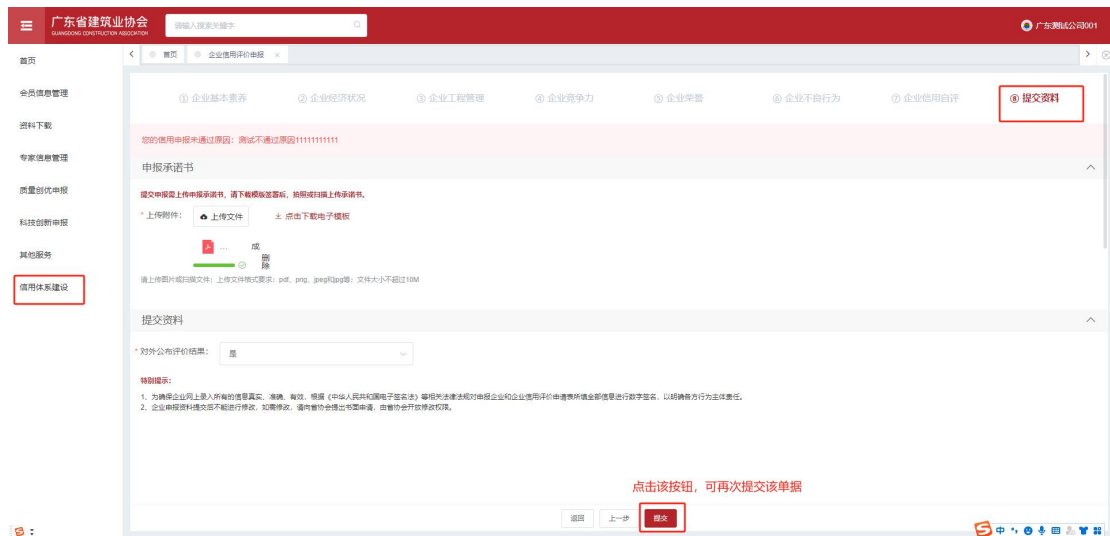 广东省建筑业协会
GUANGDONG CONSTRUCTION ASSOCIATION
请输入搜索关键字
广东测试公司001
首页
企业信用评价申报
首页
会员信息管理
资料下载
专家信息管理
质量创优申报
科技创新申报
其他服务
信用体系建设
① 企业基本素养
② 企业经济状况
③ 企业工程管理
④ 企业竞争力
⑤ 企业荣誉
⑥ 企业不良行为
⑦ 企业信用自评
⑧ 提交资料
您的信用申报未通过原因：测试不通过原因11111111111
申报承诺书
提交申报需上传申报承诺书，请下载模版签署后，拍照或扫描上传承诺书。
* 上传附件：
上传文件
点击下载电子模板
...
成
删
除
请上传图片或扫描文件；上传文件格式要求：pdf、png、jpeg和jpg等；文件大小不超过10M
提交资料
* 对外公布评价结果：
是
特别提示：
1、为确保企业网上录入所有的信息真实、准确、有效，根据《中华人民共和国电子签名法》等相关法律法规对申报企业和企业信用评价申请表所填全部信息进行数字签名，以明确各方行为主体责任。
2、企业申报资料提交后不能进行修改，如需修改，请向省协会提出书面申请，由省协会开放修改权限。
点击该按钮，可再次提交该单据
返回
上一步
提交
中